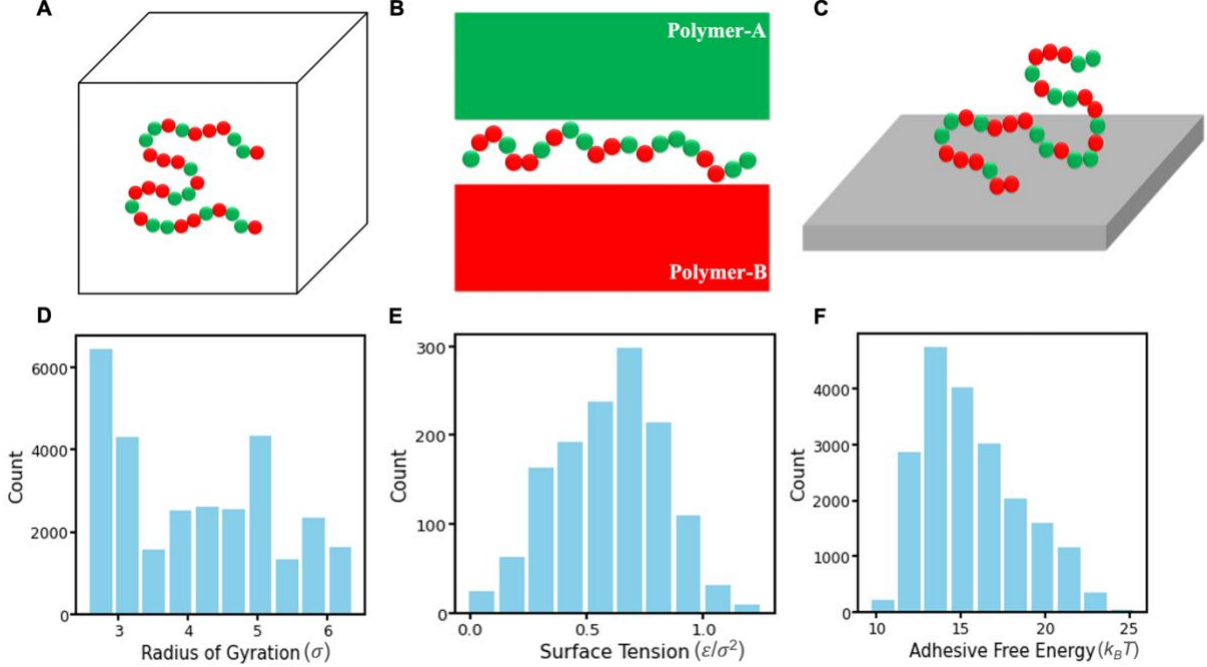 A
B
C
Polymer-A
Polymer-B
D
E
F
6000
4000
2000
0
Count
3 4 5 6
Radius of Gyration (σ)
300
200
100
0
Count
0.0 0.5 1.0
Surface Tension (ε/σ²)
4000
3000
2000
1000
0
Count
10 15 20 25
Adhesive Free Energy (k_BT)